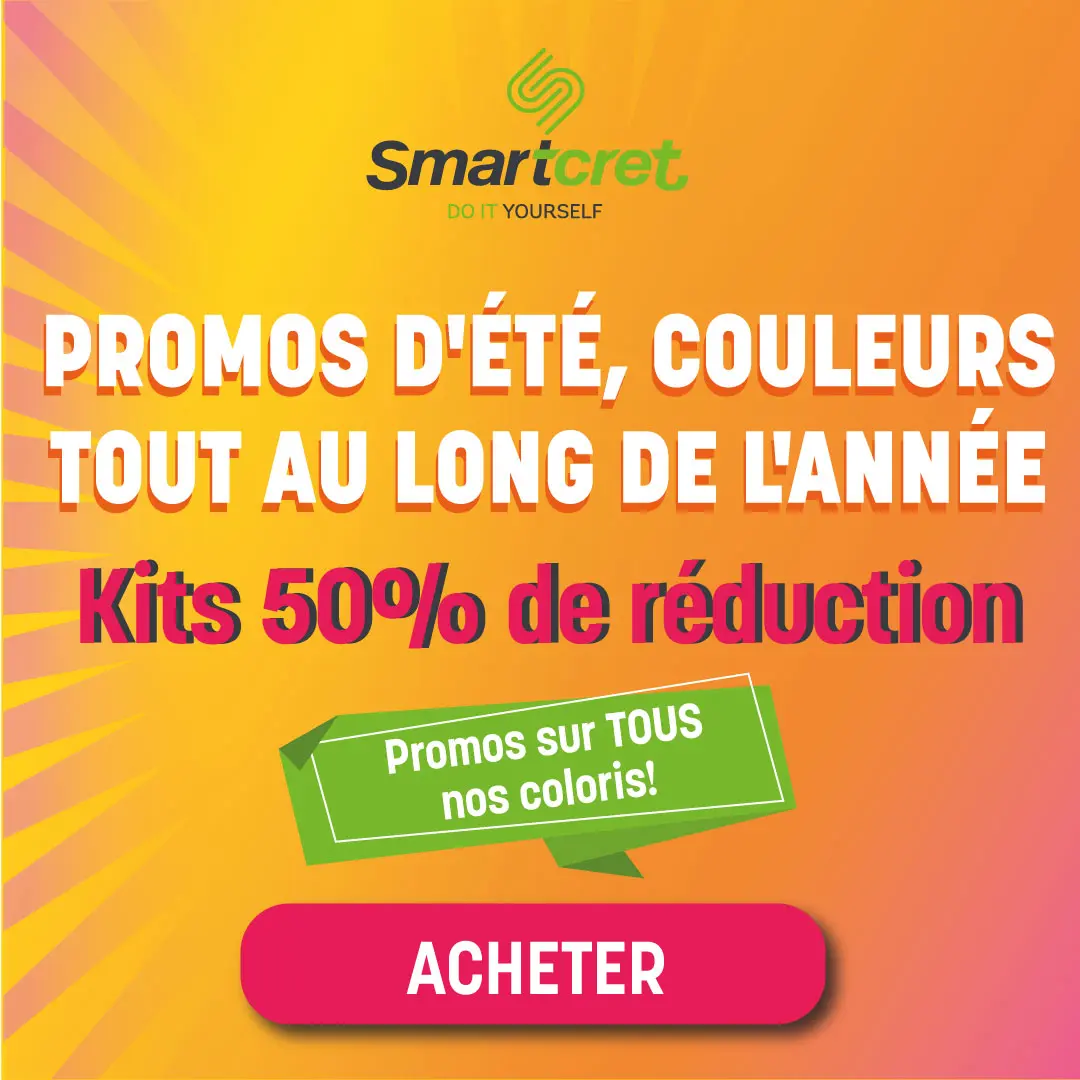 Smartcret
DO IT YOURSELF
PROMOS D'ÉTÉ, COULEURS
TOUT AU LONG DE L'ANNÉE
Kits 50% de réduction
Promos sur TOUS
nos coloris!
ACHETER